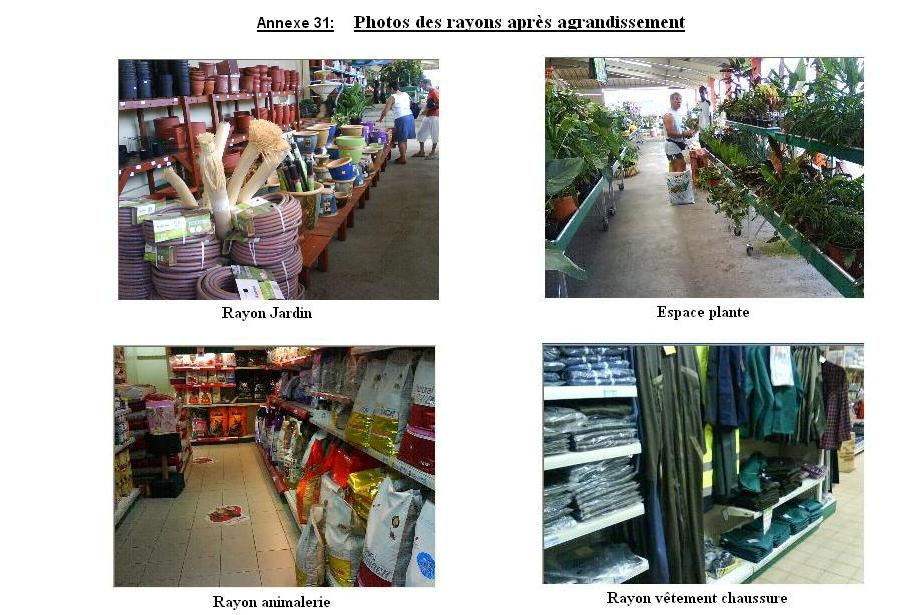 Annexe 31: Photos des rayons après agrandissement
Rayon Jardin
Espace plante
Rayon animalerie
Rayon vêtement chaussure